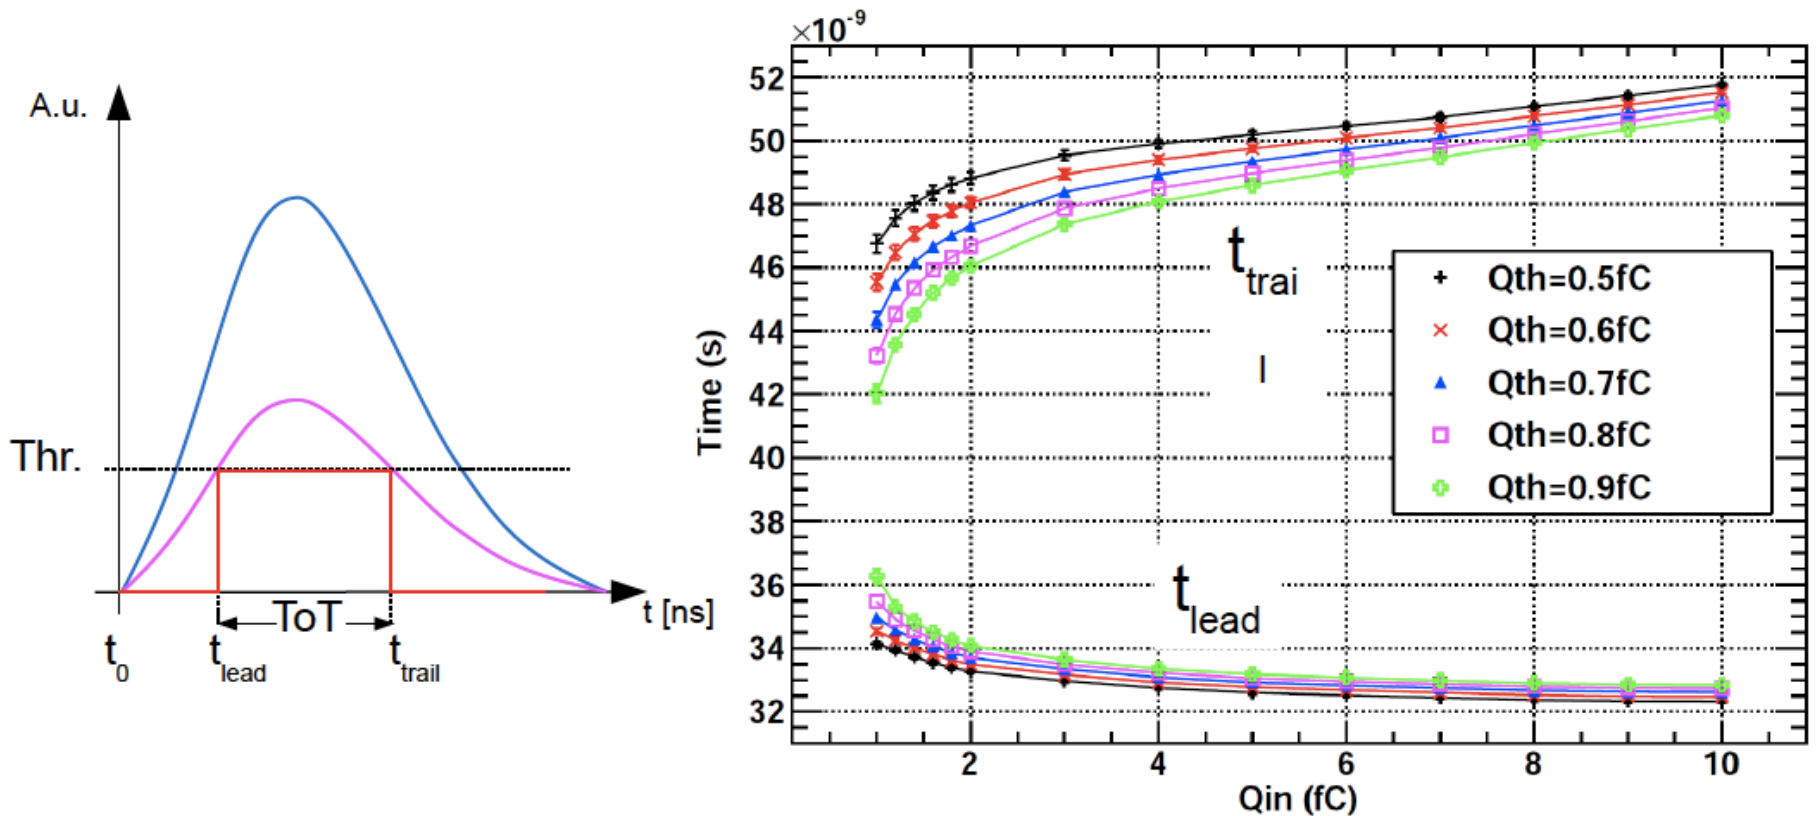 A.u.
Thr.
ToT
t [ns]
t0
tlead
ttrail
×10-9
52
50
48
46
44
42
40
38
36
34
32
Time (s)
ttrai
l
tlead
Qth=0.5fC
Qth=0.6fC
Qth=0.7fC
Qth=0.8fC
Qth=0.9fC
2 4 6 8 10
Qin (fC)